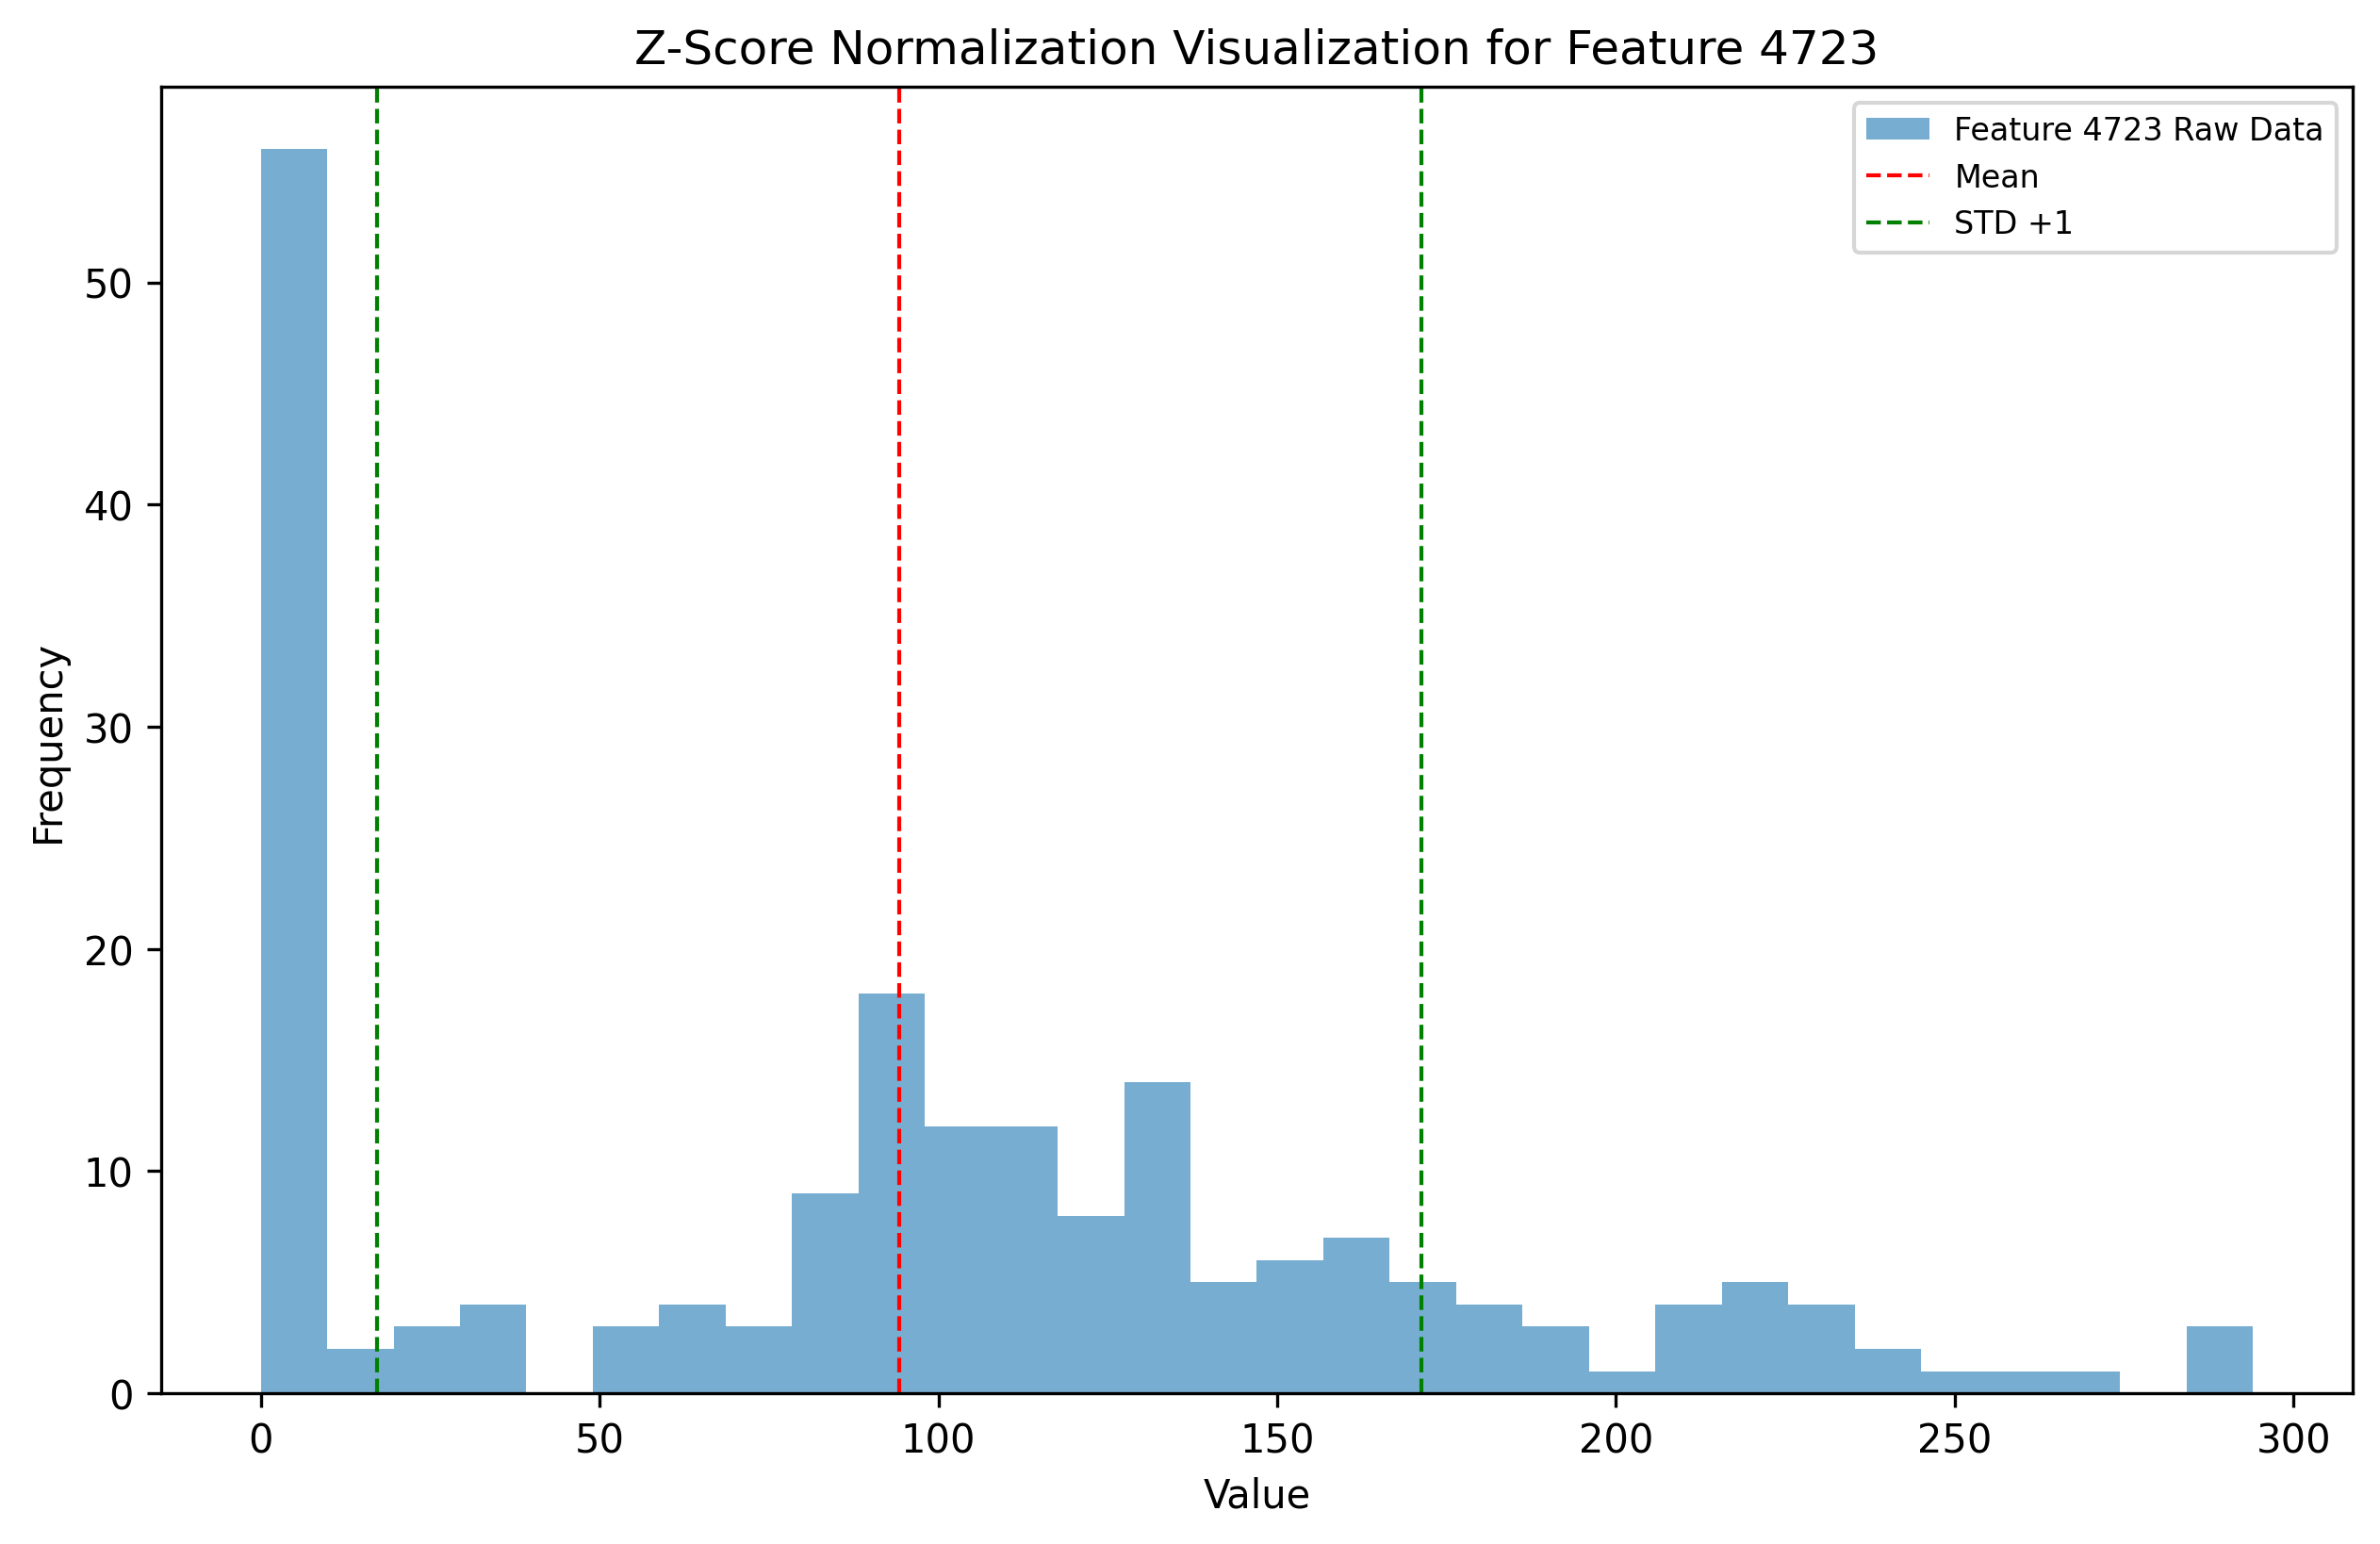 Z-Score Normalization Visualization for Feature 4723
Feature 4723 Raw Data
Mean
STD +1
Frequency
50
40
30
20
10
0
0 50 100 150 200 250 300
Value